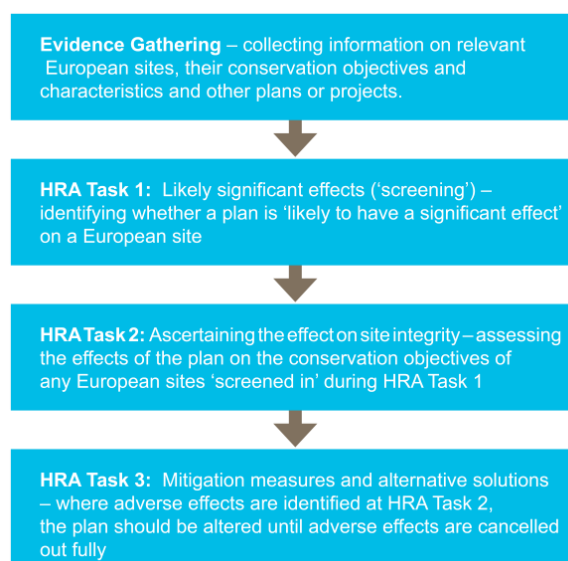 Evidence Gathering – collecting information on relevant
European sites, their conservation objectives and
characteristics and other plans or projects.
HRA Task 1: Likely significant effects (‘screening’) –
identifying whether a plan is ‘likely to have a significant effect’
on a European site
HRA Task 2: Ascertaining the effect on site integrity – assessing
the effects of the plan on the conservation objectives of
any European sites ‘screened in’ during HRA Task 1
HRA Task 3: Mitigation measures and alternative solutions
– where adverse effects are identified at HRA Task 2,
the plan should be altered until adverse effects are cancelled
out fully